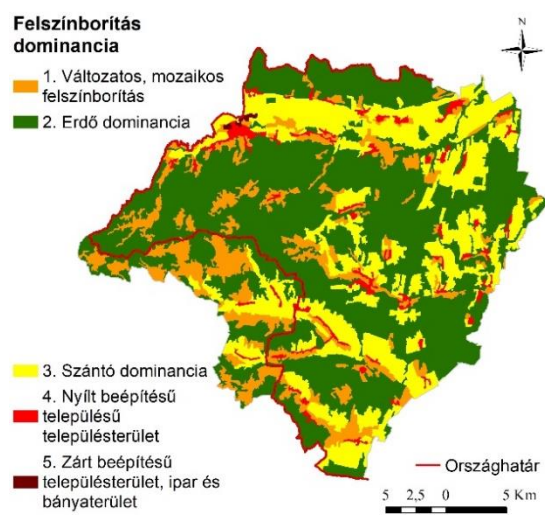 Felszínborítás
dominancia
1. Változatos, mozaikos
felszínborítás
2. Erdő dominancia
N
3. Szántó dominancia
4. Nyílt beépítésű
településű
településterület
5. Zárt beépítésű
településterület, ipar és
bányaterület
Országhatár
5 2,5 0 5 Km